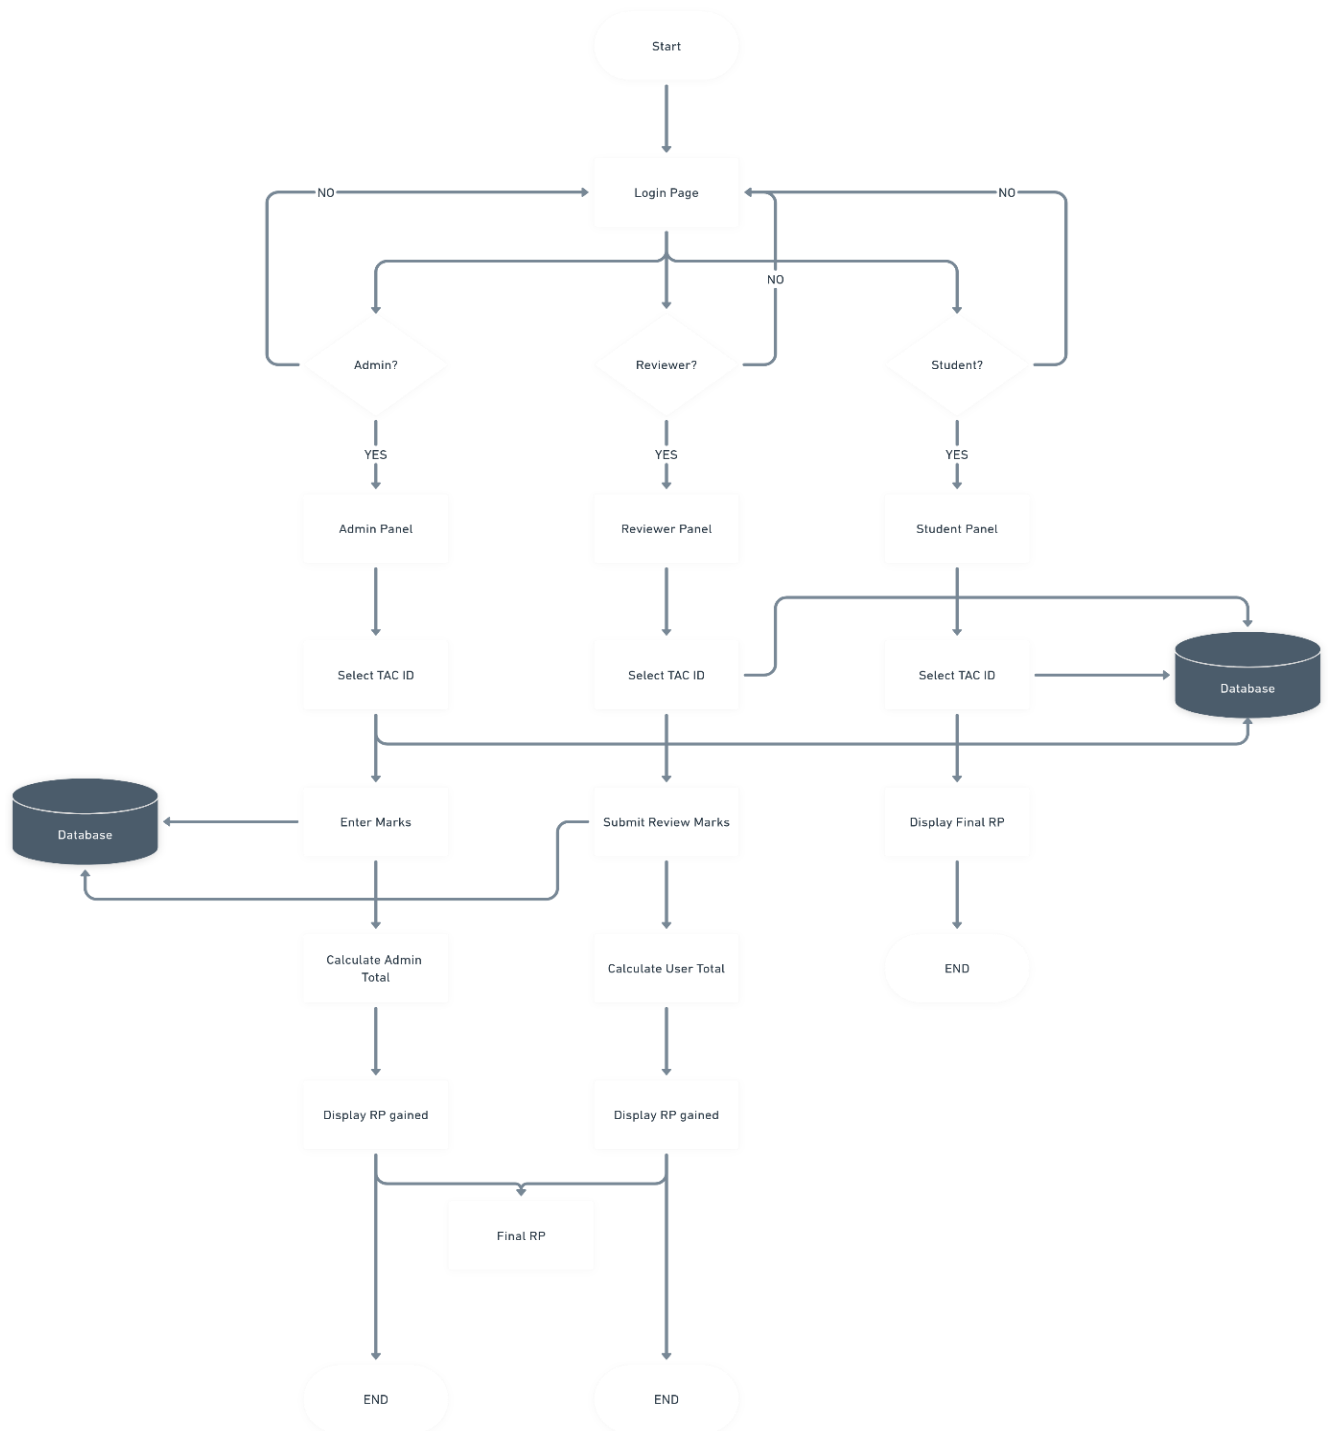 Start
NO
Login Page
NO
NO
Admin?
Reviewer?
Student?
YES
YES
YES
Admin Panel
Reviewer Panel
Student Panel
Select TAC ID
Select TAC ID
Select TAC ID
Database
Database
Enter Marks
Submit Review Marks
Display Final RP
Calculate Admin
Total
Calculate User Total
END
Display RP gained
Display RP gained
Final RP
END
END